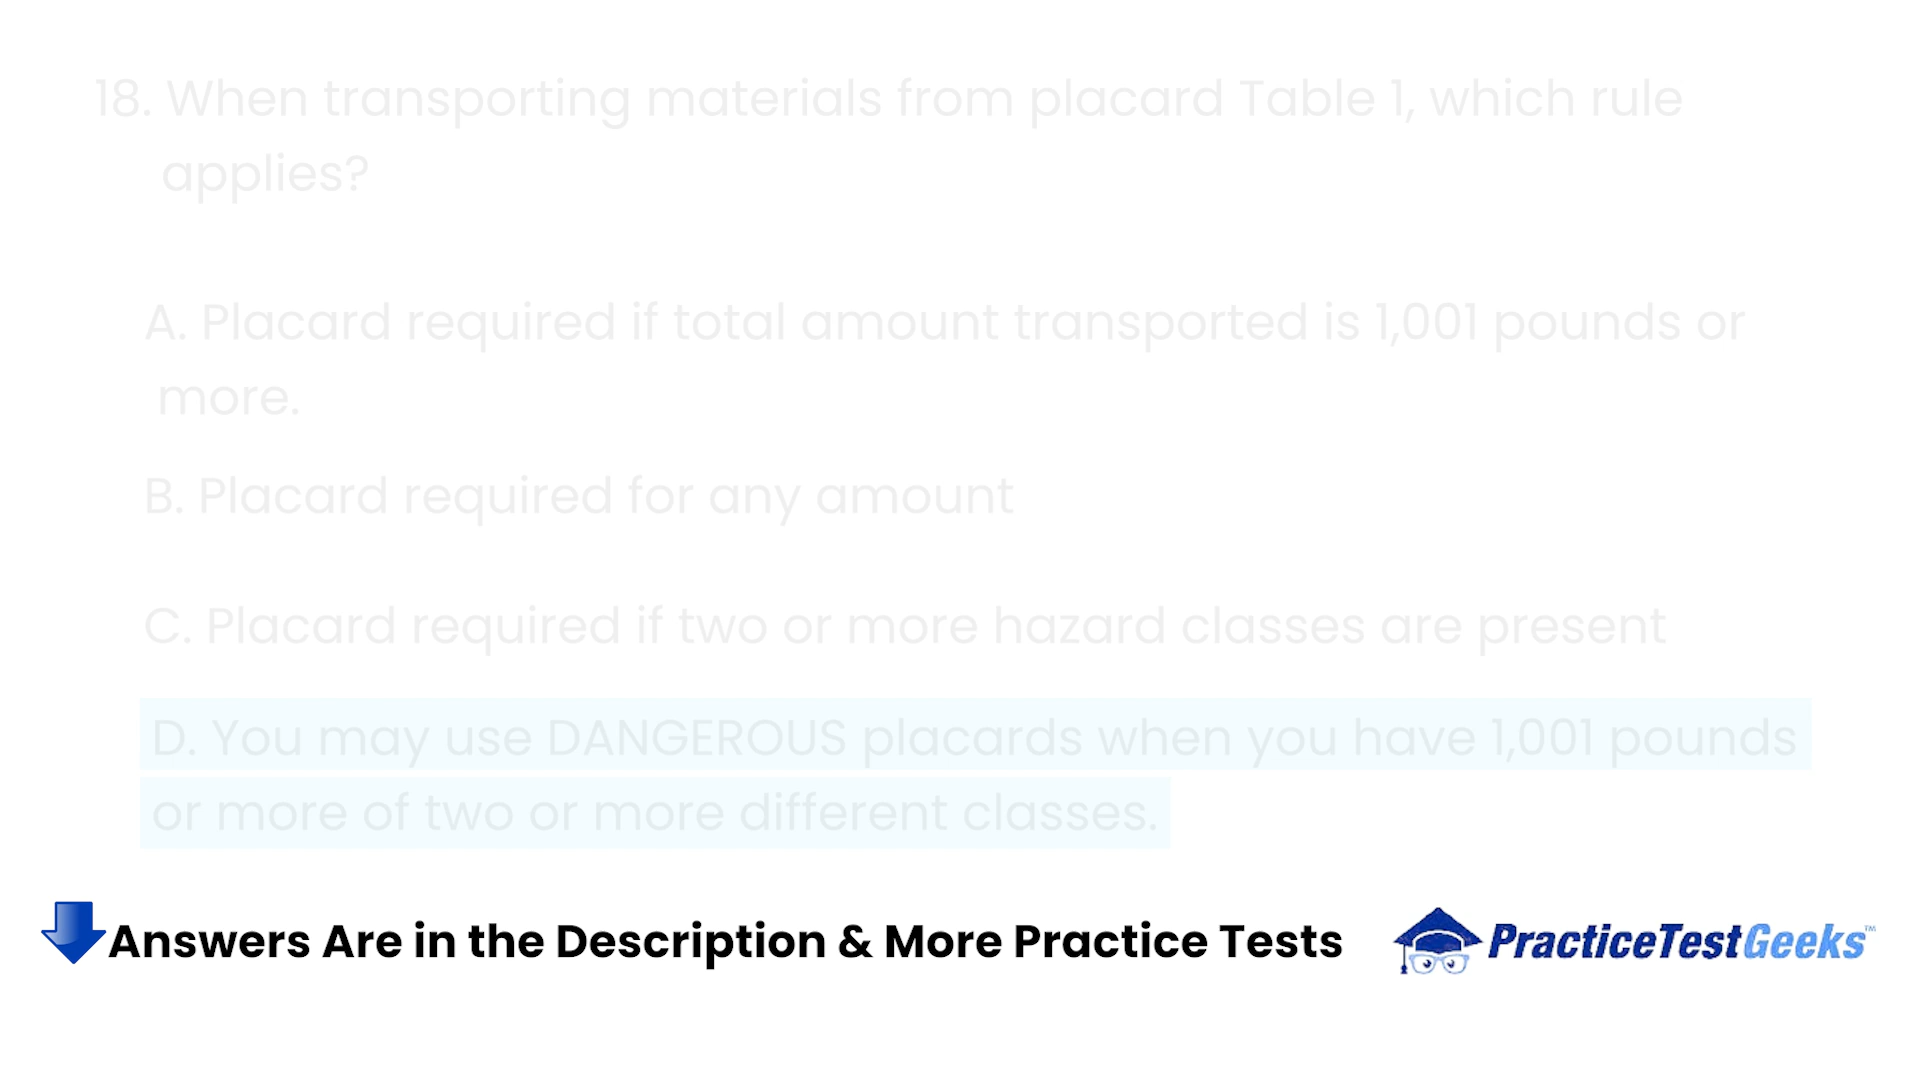 18. When transporting materials from placard Table 1, which rule
applies?
A. Placard required if total amount transported is 1,001 pounds or
more.
B. Placard required for any amount
C. Placard required if two or more hazard classes are present
D. You may use DANGEROUS placards when you have 1,001 pounds
or more of two or more different classes.
Answers Are in the Description & More Practice Tests
PracticeTestGeeks™